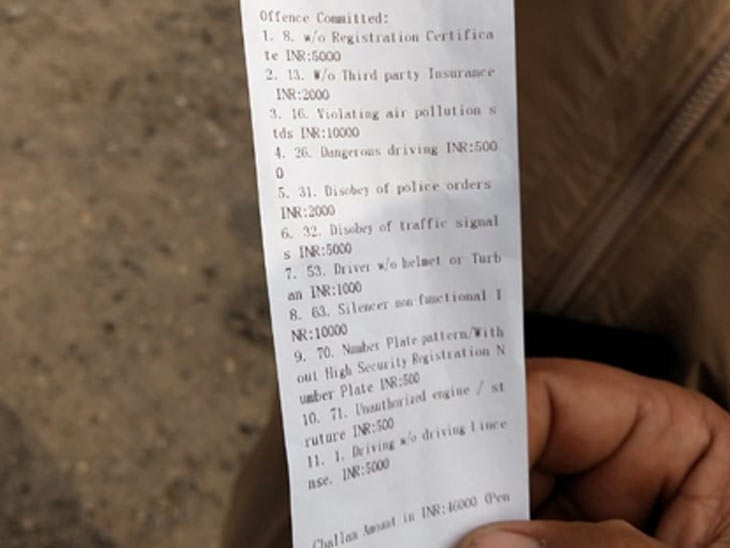 Offence Committed:
1. 8. w/o Registration Certifica
te INR:5000
2. 13. W/o Third party Insurance
INR:2000
3. 16. Violating air pollution s
tds INR:10000
4. 26. Dangerous driving INR:500
0
5. 31. Disobey of police orders
INR:2000
6. 32. Disobey of traffic signal
s INR:5000
7. 53. Driver w/o helmet or Turb
an INR:1000
8. 63. Silencer non-functional I
NR:10000
9. 70. Number Plate pattern/With
out High Security Registration N
umber Plate INR:500
10. 71. Unauthorized engine / st
ruture INR:500
11. 1. Driving w/o driving lince
nse. INR:5000
Challan Amount in INR:46000 (Pen